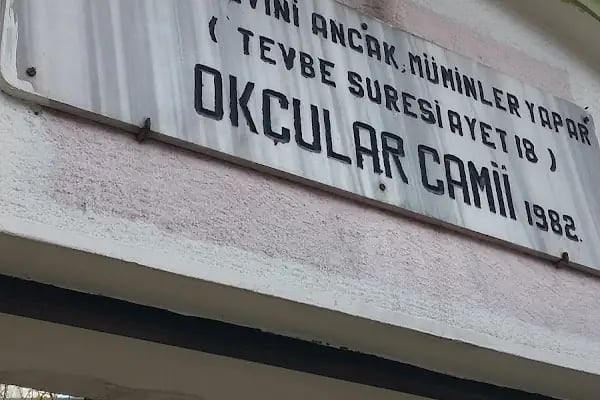 EVİNİ ANCAK, MÜMİNLER YAPAR
( TEVBE SURESİ AYET 18 )
OKÇULAR CAMİİ 1982.